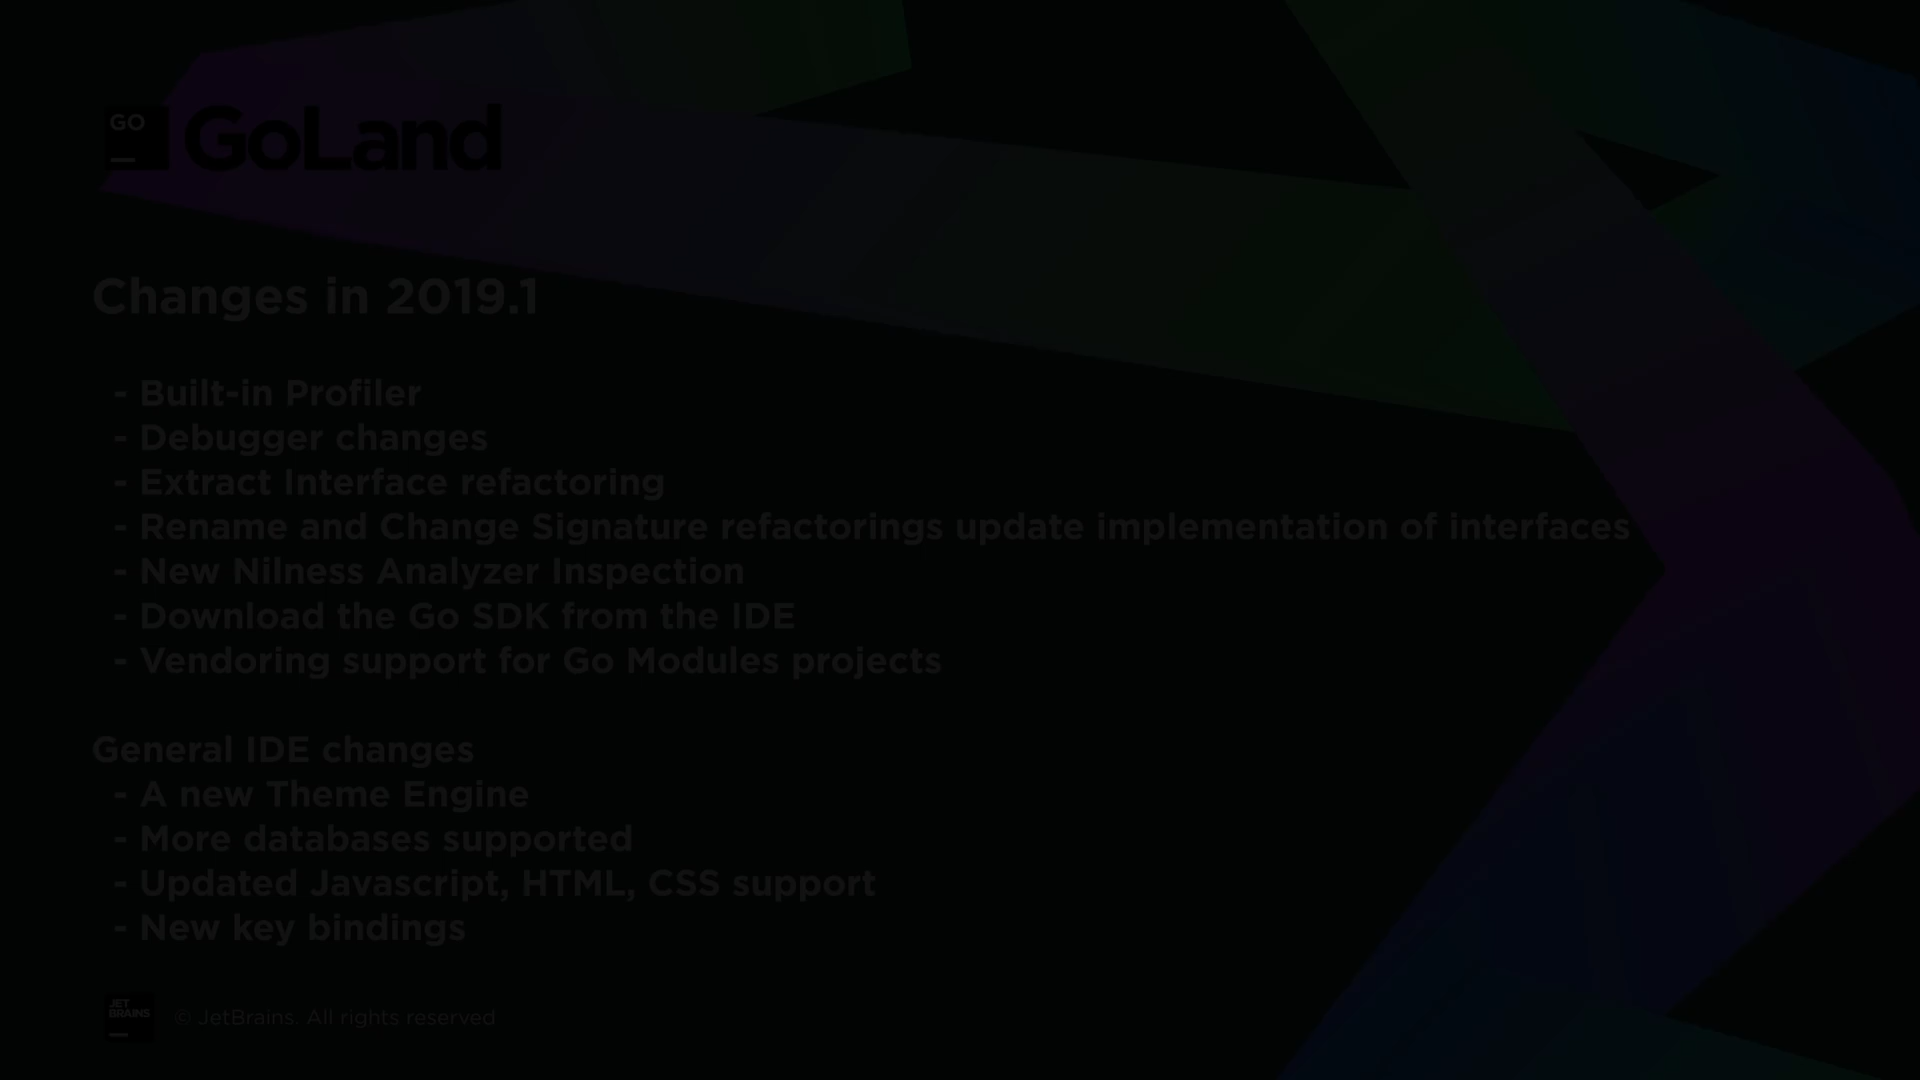 GO
GoLand
Changes in 2019.1
- Built-in Profiler
- Debugger changes
- Extract Interface refactoring
- Rename and Change Signature refactorings update implementation of interfaces
- New Nilness Analyzer Inspection
- Download the Go SDK from the IDE
- Vendoring support for Go Modules projects
General IDE changes
- A new Theme Engine
- More databases supported
- Updated Javascript, HTML, CSS support
- New key bindings
JET
BRAINS
© JetBrains. All rights reserved